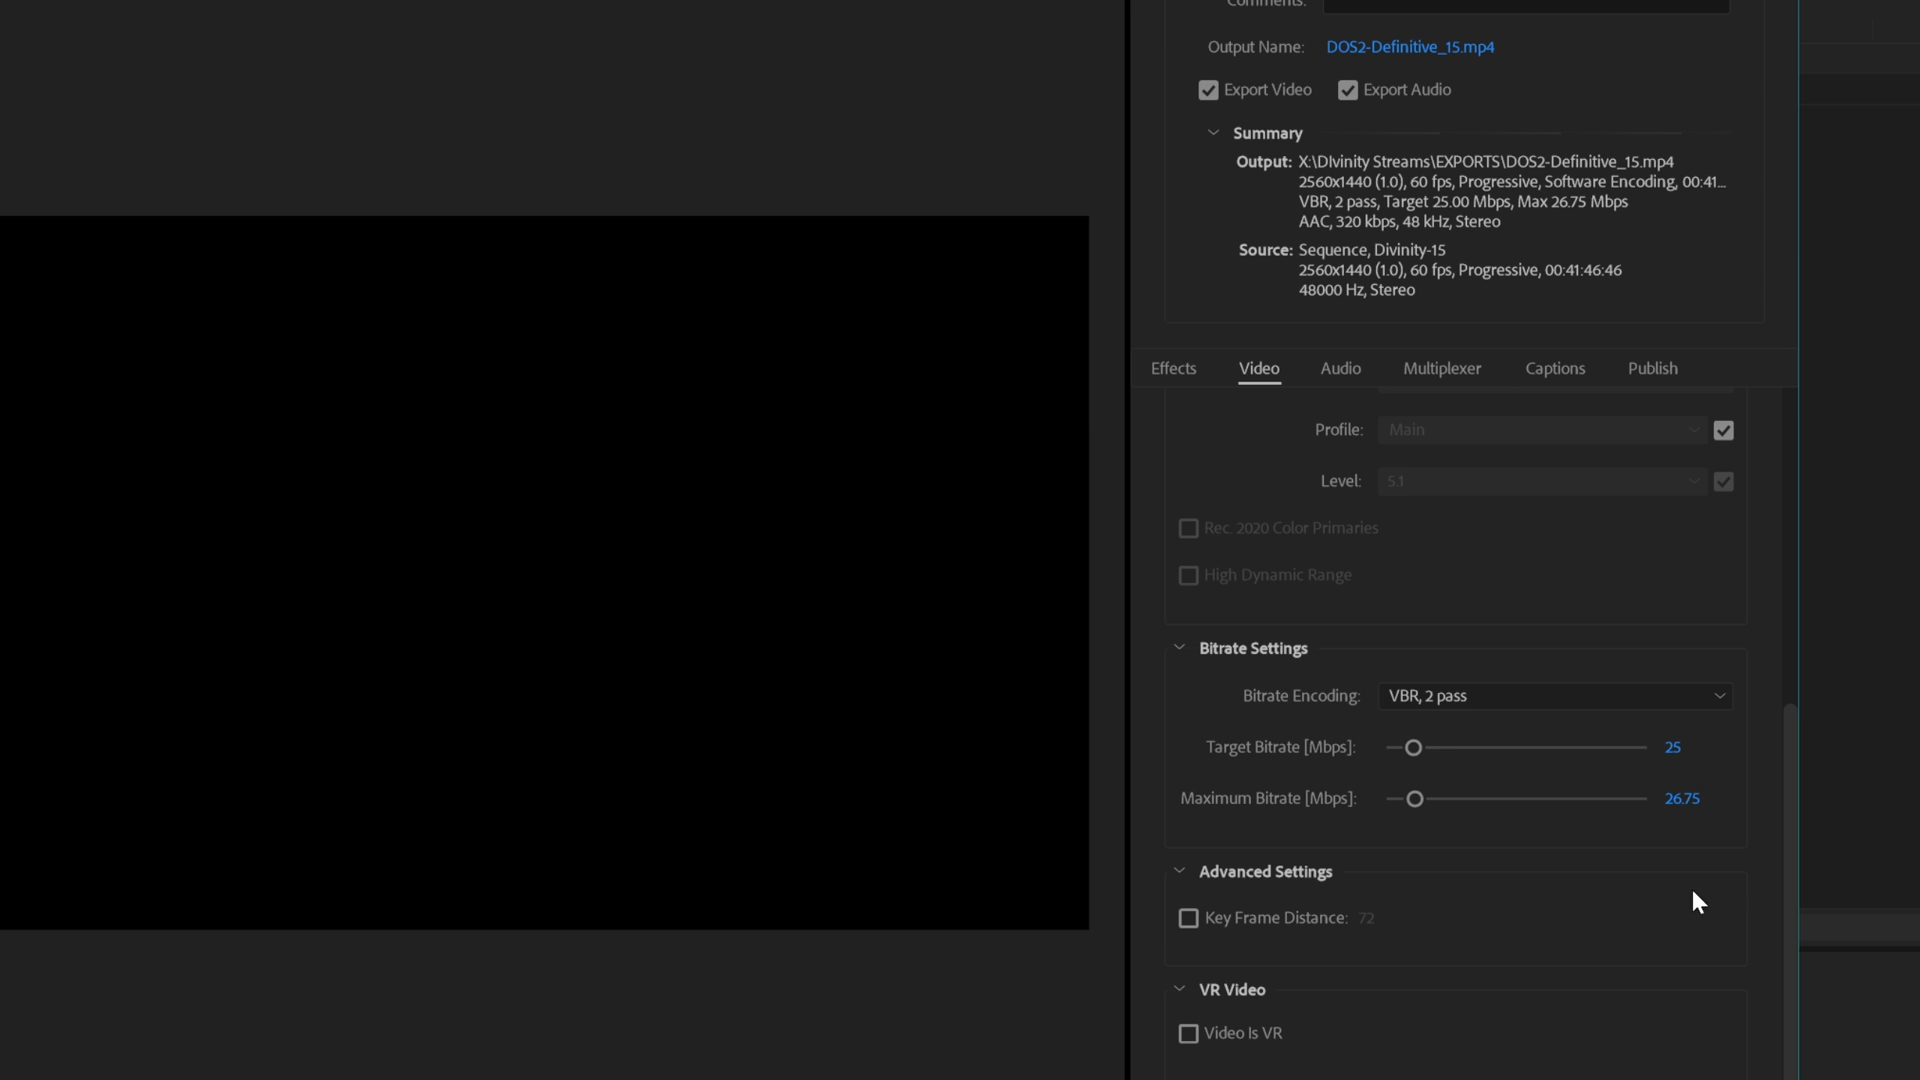 Comments:
Output Name: DOS2-Definitive_15.mp4
Export Video Export Audio
Summary
Output: X:\DIvinity Streams\EXPORTS\DOS2-Definitive_15.mp4
2560x1440 (1.0), 60 fps, Progressive, Software Encoding, 00:41...
VBR, 2 pass, Target 25.00 Mbps, Max 26.75 Mbps
AAC, 320 kbps, 48 kHz, Stereo
Source: Sequence, Divinity-15
2560x1440 (1.0), 60 fps, Progressive, 00:41:46:46
48000 Hz, Stereo
Effects Video Audio Multiplexer Captions Publish
Profile: Main
Level: 5.1
Rec. 2020 Color Primaries
High Dynamic Range
Bitrate Settings
Bitrate Encoding: VBR, 2 pass
Target Bitrate [Mbps]: 25
Maximum Bitrate [Mbps]: 26.75
Advanced Settings
Key Frame Distance: 72
VR Video
Video Is VR